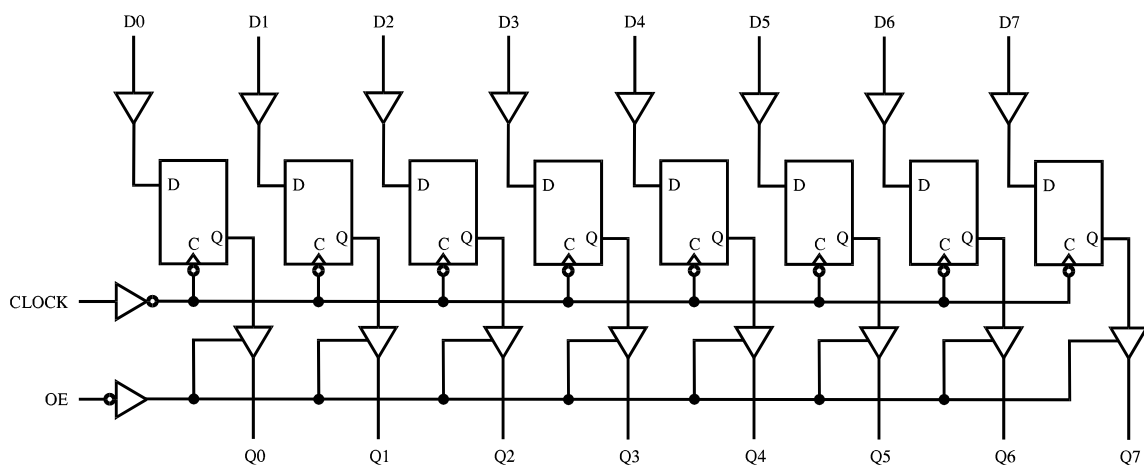 D0 D1 D2 D3 D4 D5 D6 D7
D D D D D D D D
Q Q Q Q Q Q Q Q
C C C C C C C C
CLOCK
OE
Q0 Q1 Q2 Q3 Q4 Q5 Q6 Q7